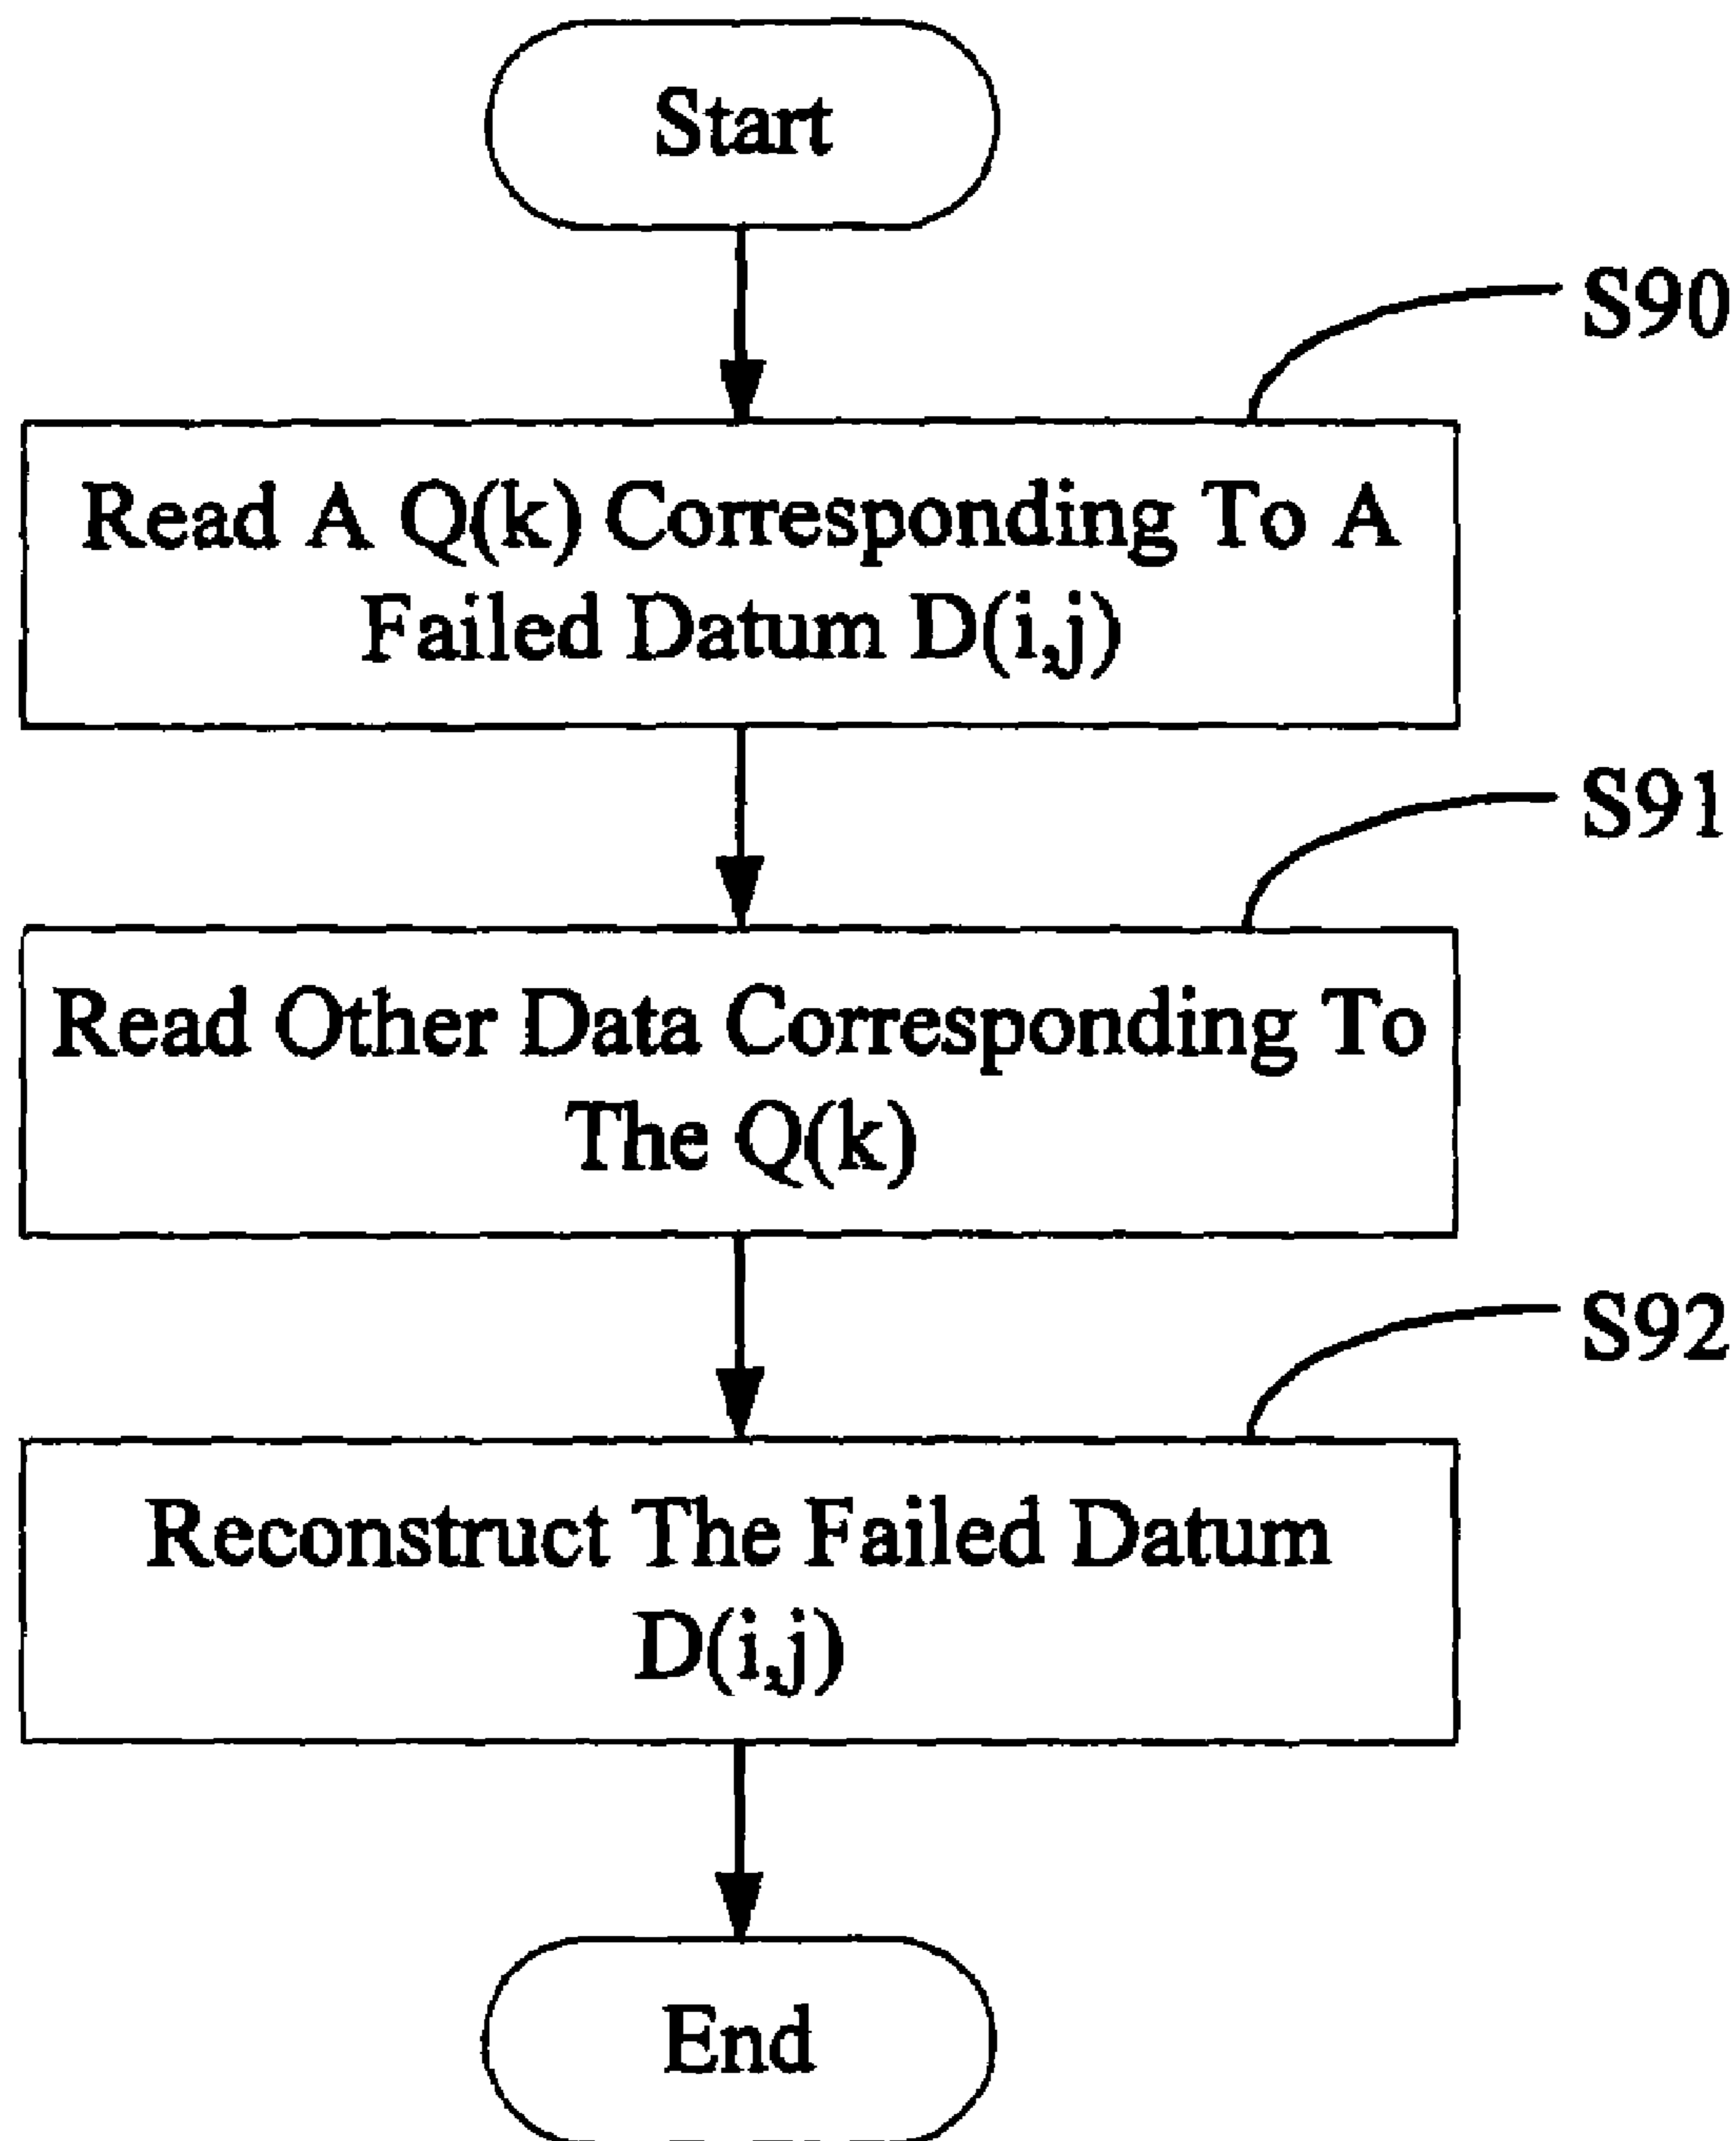 Start
S90
Read A Q(k) Corresponding To A
Failed Datum D(i,j)
S91
Read Other Data Corresponding To
The Q(k)
S92
Reconstruct The Failed Datum
D(i,j)
End